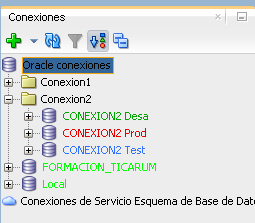 Conexiones
Oracle conexiones
Conexion1
Conexion2
CONEXION2 Desa
CONEXION2 Prod
CONEXION2 Test
FORMACION_TICARUM
Local
Conexiones de Servicio Esquema de Base de Dat